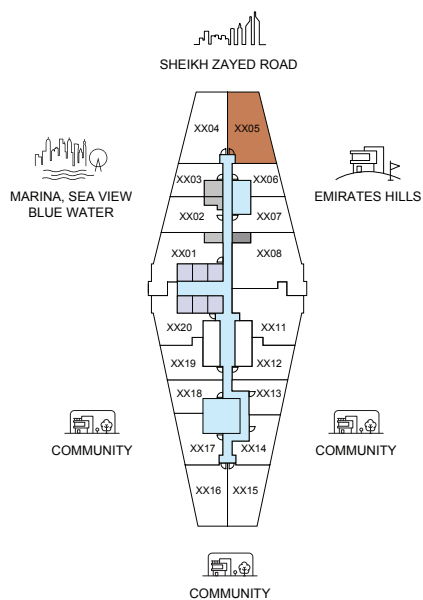 SHEIKH ZAYED ROAD
XX04
XX05
MARINA, SEA VIEW
BLUE WATER
XX03
XX06
EMIRATES HILLS
XX02
XX07
XX01
XX08
XX20
XX11
XX19
XX12
XX18
XX13
COMMUNITY
XX17
XX14
COMMUNITY
XX16
XX15
COMMUNITY